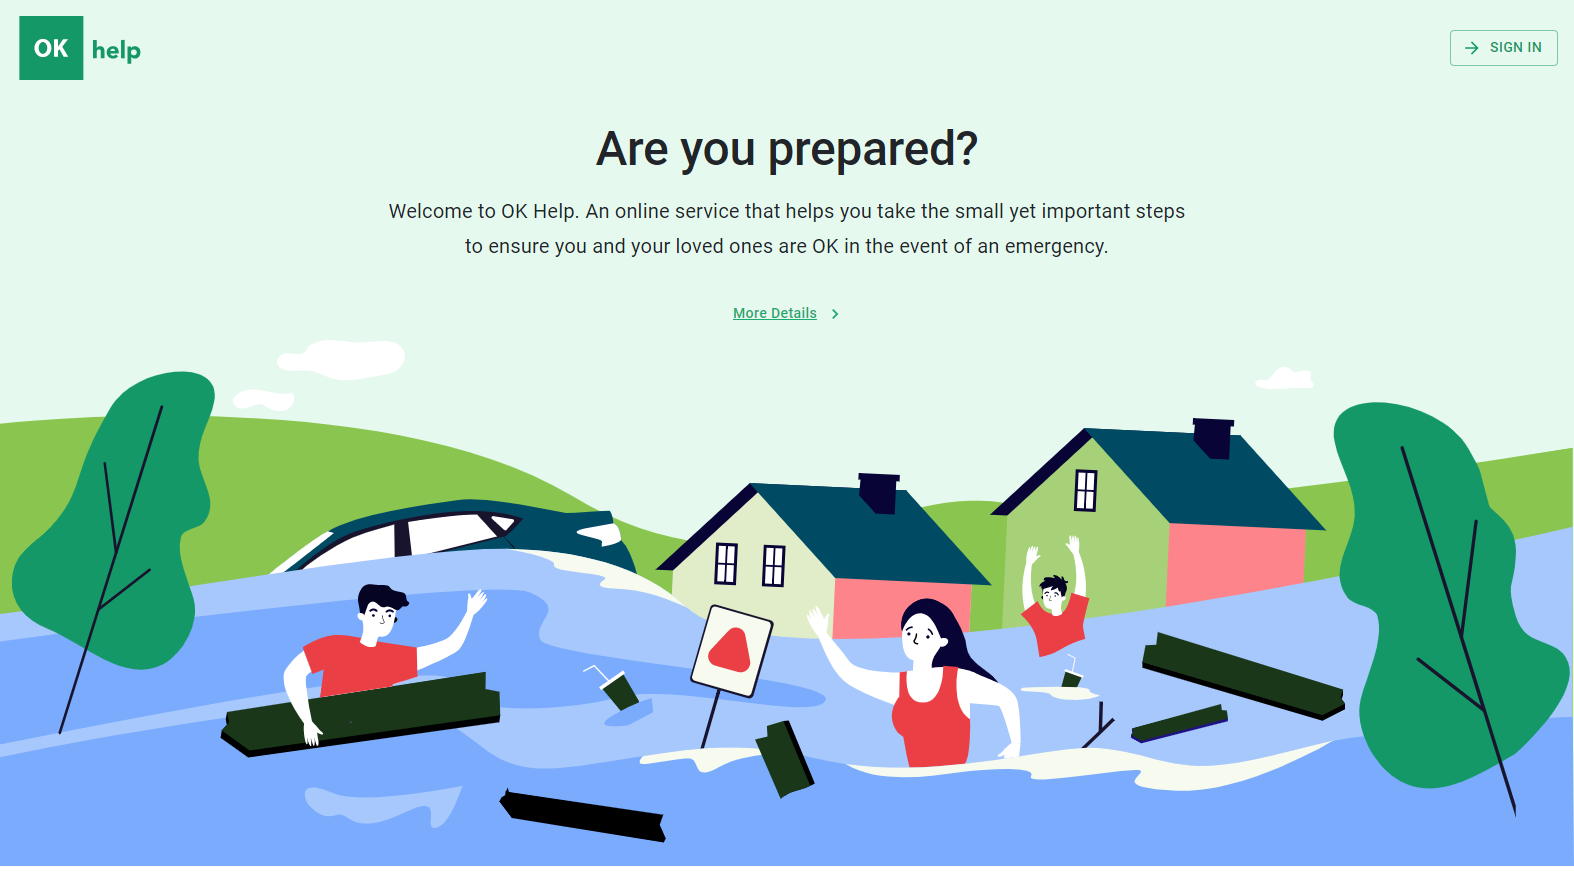 OK help
SIGN IN
Are you prepared?
Welcome to OK Help. An online service that helps you take the small yet important steps
to ensure you and your loved ones are OK in the event of an emergency.
More Details